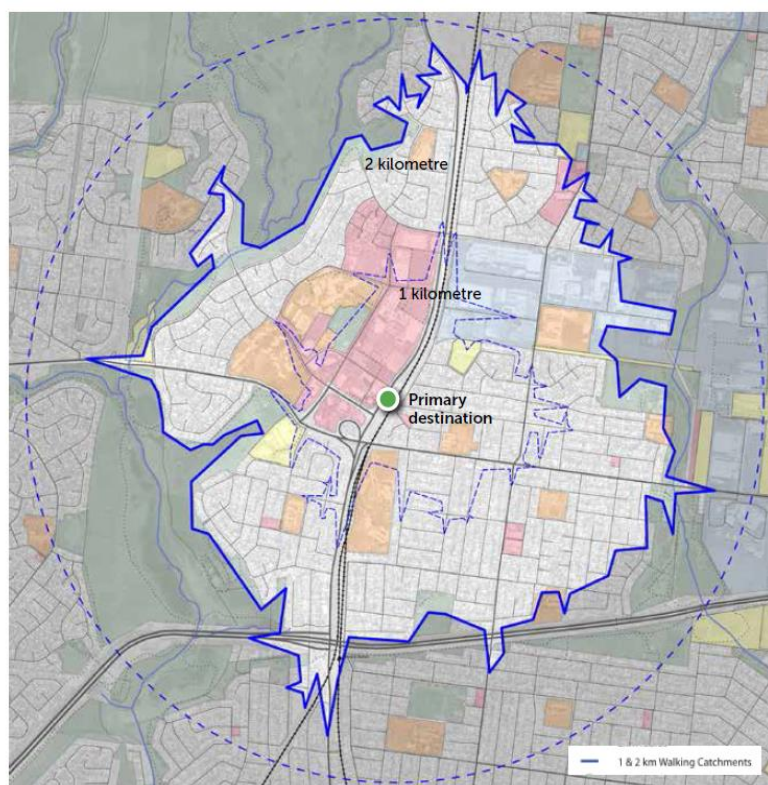 2 kilometre
1 kilometre
Primary
destination
1 & 2 km Walking Catchments